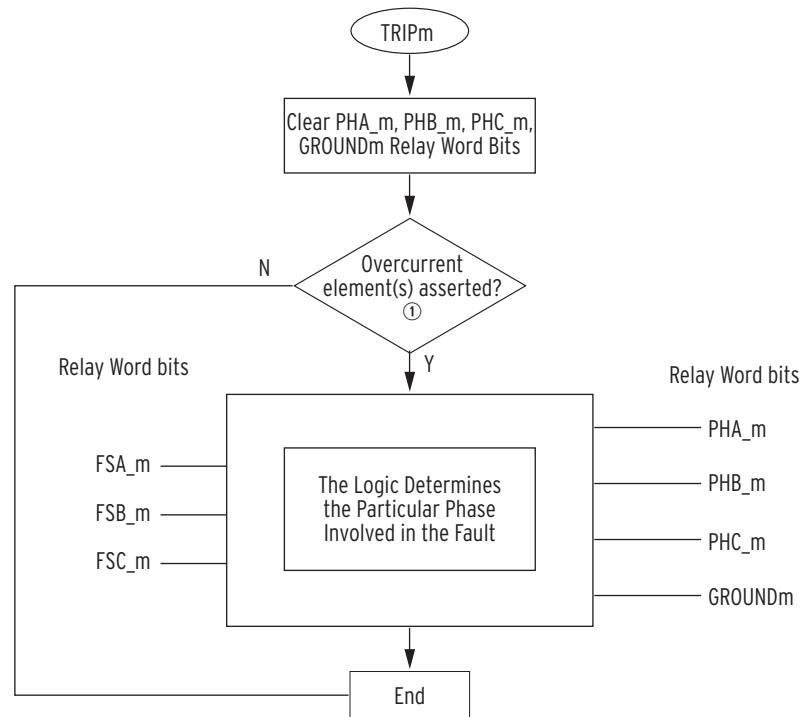 TRIPm
Clear PHA_m, PHB_m, PHC_m,
GROUNDm Relay Word Bits
N
Overcurrent
element(s) asserted?
①
Y
Relay Word bits
Relay Word bits
FSA_m
FSB_m
FSC_m
The Logic Determines
the Particular Phase
Involved in the Fault
PHA_m
PHB_m
PHC_m
GROUNDm
End